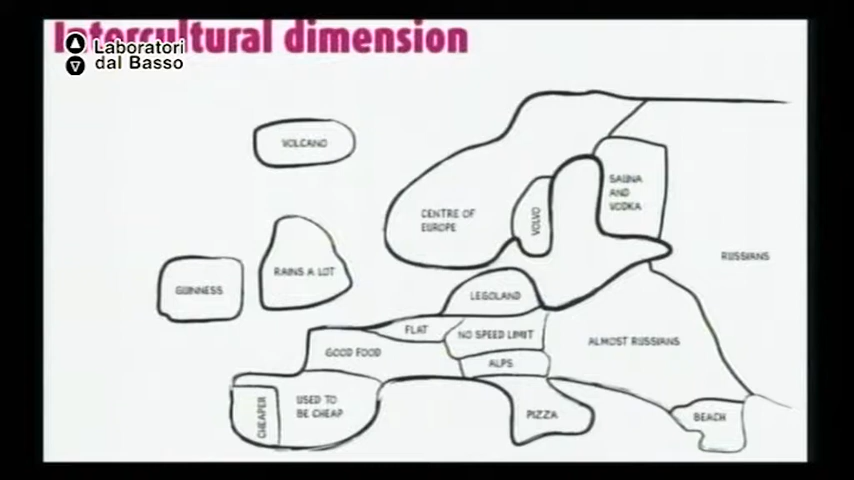 Intercultural dimension
Laboratori
dal Basso
VOLCANO
SAUNA
AND
VODKA
CENTRE OF
EUROPE
VOLVO
RUSSIANS
RAINS A LOT
GUINNESS
LEGOLAND
FLAT
NO SPEED LIMIT
ALMOST RUSSIANS
GOOD FOOD
ALPS
CHEAPER
USED TO
BE CHEAP
PIZZA
BEACH